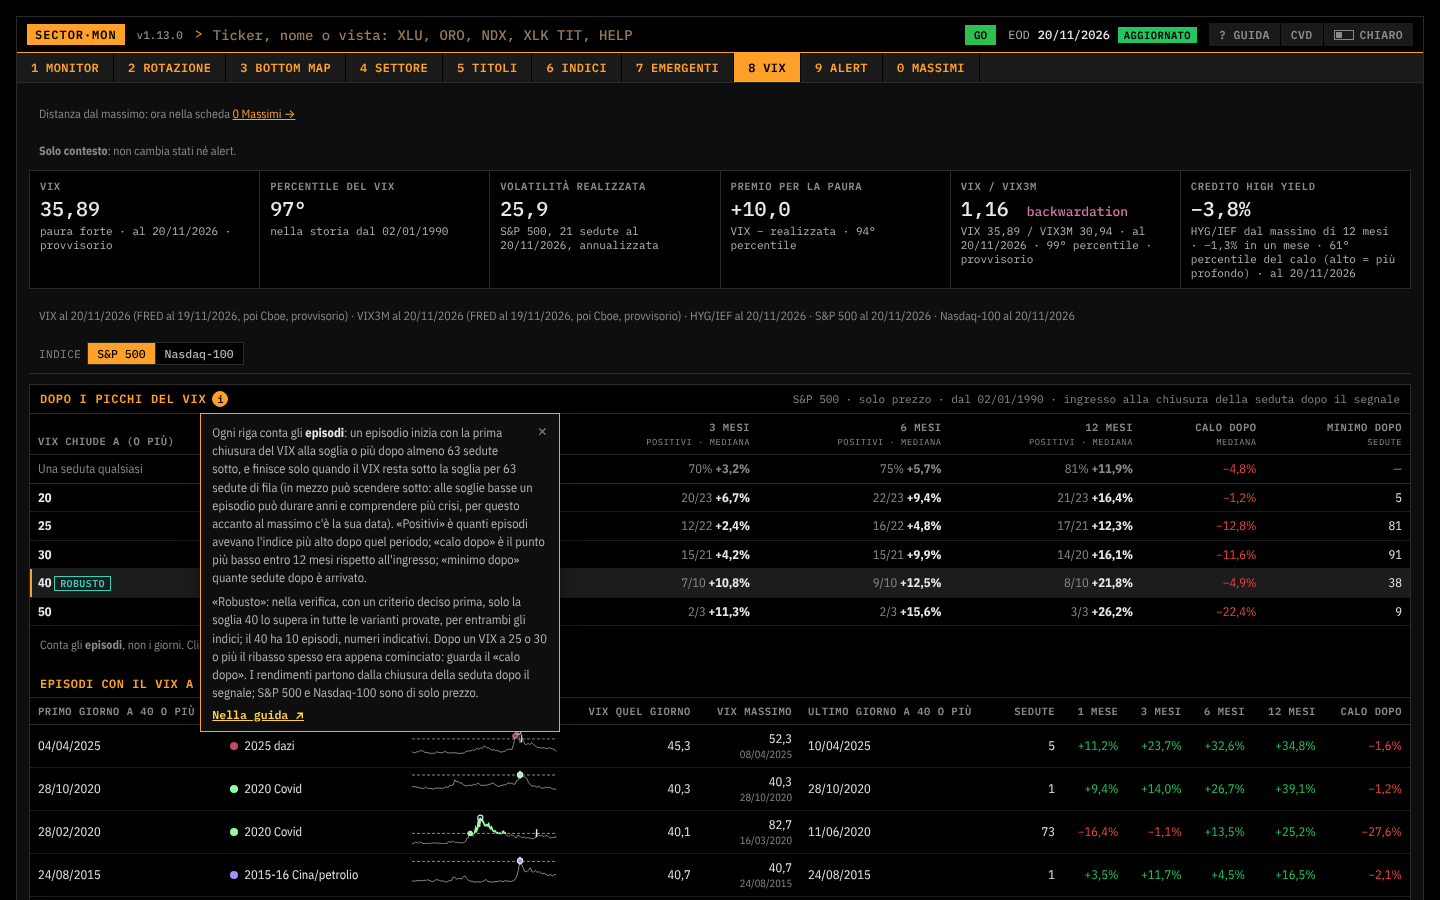 SECTOR·MON v1.13.0 > Ticker, nome o vista: XLU, ORO, NDX, XLK TIT, HELP GO EOD 20/11/2026 AGGIORNATO ? GUIDA CVD CHIARO
1 MONITOR 2 ROTAZIONE 3 BOTTOM MAP 4 SETTORE 5 TITOLI 6 INDICI 7 EMERGENTI 8 VIX 9 ALERT 0 MASSIMI
Distanza dal massimo: ora nella scheda 0 Massimi →
Solo contesto: non cambia stati né alert.
VIX
35,89
paura forte · al 20/11/2026 ·
provvisorio
PERCENTILE DEL VIX
97°
nella storia dal 02/01/1990
VOLATILITÀ REALIZZATA
25,9
S&P 500, 21 sedute al
20/11/2026, annualizzata
PREMIO PER LA PAURA
+10,0
VIX − realizzata · 94°
percentile
VIX / VIX3M
1,16 backwardation
VIX 35,89 / VIX3M 30,94 · al
20/11/2026 · 99° percentile ·
provvisorio
CREDITO HIGH YIELD
−3,8%
HYG/IEF dal massimo di 12 mesi
· −1,3% in un mese · 61°
percentile del calo (alto = più
profondo) · al 20/11/2026
VIX al 20/11/2026 (FRED al 19/11/2026, poi Cboe, provvisorio) · VIX3M al 20/11/2026 (FRED al 19/11/2026, poi Cboe, provvisorio) · HYG/IEF al 20/11/2026 · S&P 500 al 20/11/2026 · Nasdaq-100 al 20/11/2026
INDICE S&P 500 Nasdaq-100
DOPO I PICCHI DEL VIX i S&P 500 · solo prezzo · dal 02/01/1990 · ingresso alla chiusura della seduta dopo il segnale
Ogni riga conta gli episodi: un episodio inizia con la prima ×
chiusura del VIX alla soglia o più dopo almeno 63 sedute
sotto, e finisce solo quando il VIX resta sotto la soglia per 63
sedute di fila (in mezzo può scendere sotto: alle soglie basse un
episodio può durare anni e comprendere più crisi, per questo
accanto al massimo c'è la sua data). «Positivi» è quanti episodi
avevano l'indice più alto dopo quel periodo; «calo dopo» è il punto
più basso entro 12 mesi rispetto all'ingresso; «minimo dopo»
quante sedute dopo è arrivato.
«Robusto»: nella verifica, con un criterio deciso prima, solo la
soglia 40 lo supera in tutte le varianti provate, per entrambi gli
indici; il 40 ha 10 episodi, numeri indicativi. Dopo un VIX a 25 o 30
o più il ribasso spesso era appena cominciato: guarda il «calo
dopo». I rendimenti partono dalla chiusura della seduta dopo il
segnale; S&P 500 e Nasdaq-100 sono di solo prezzo.
Nella guida ↗
VIX CHIUDE A (O PIÙ) 3 MESI 6 MESI 12 MESI CALO DOPO MINIMO DOPO
POSITIVI · MEDIANA POSITIVI · MEDIANA POSITIVI · MEDIANA MEDIANA SEDUTE
Una seduta qualsiasi 70% +3,2% 75% +5,7% 81% +11,9% −4,8% —
20 20/23 +6,7% 22/23 +9,4% 21/23 +16,4% −1,2% 5
25 12/22 +2,4% 16/22 +4,8% 17/21 +12,3% −12,8% 81
30 15/21 +4,2% 15/21 +9,9% 14/20 +16,1% −11,6% 91
40 ROBUSTO 7/10 +10,8% 9/10 +12,5% 8/10 +21,8% −4,9% 38
50 2/3 +11,3% 2/3 +15,6% 3/3 +26,2% −22,4% 9
Conta gli episodi, non i giorni.
EPISODI CON IL VIX A
PRIMO GIORNO A 40 O PIÙ VIX QUEL GIORNO VIX MASSIMO ULTIMO GIORNO A 40 O PIÙ SEDUTE 1 MESE 3 MESI 6 MESI 12 MESI CALO DOPO
04/04/2025 2025 dazi 45,3 52,3 10/04/2025 5 +11,2% +23,7% +32,6% +34,8% −1,6%
08/04/2025
28/10/2020 2020 Covid 40,3 40,3 28/10/2020 1 +9,4% +14,0% +26,7% +39,1% −1,2%
28/10/2020
28/02/2020 2020 Covid 40,1 82,7 11/06/2020 73 −16,4% −1,1% +13,5% +25,2% −27,6%
16/03/2020
24/08/2015 2015-16 Cina/petrolio 40,7 40,7 24/08/2015 1 +3,5% +11,7% +4,5% +16,5% −2,1%
24/08/2015